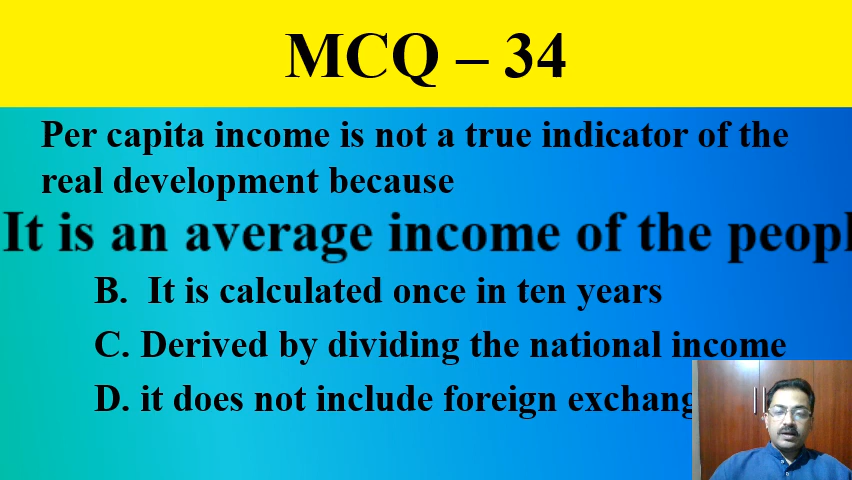 MCQ – 34
Per capita income is not a true indicator of the
real development because
It is an average income of the
B. It is calculated once in ten years
C. Derived by dividing the national income
D. it does not include foreign